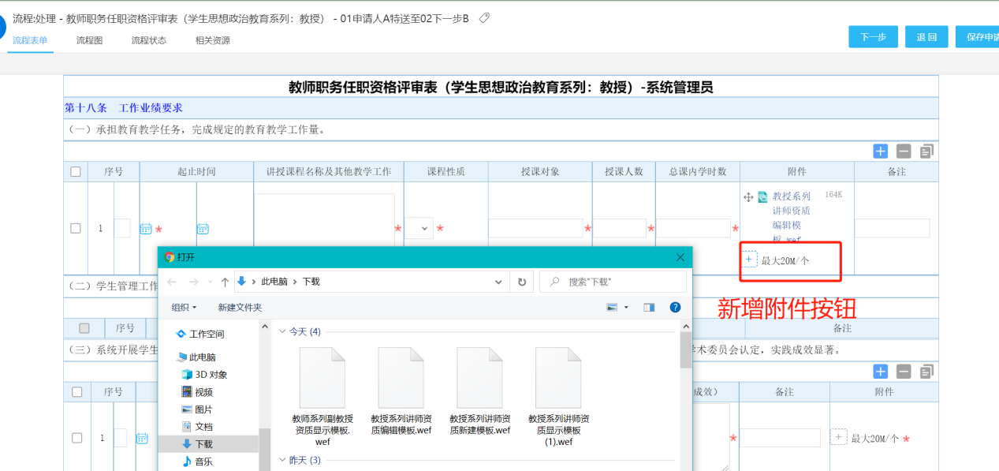 流程:处理 - 教师职务任职资格评审表（学生思想政治教育系列：教授） - 01申请人A特送至02下一步B
流程表单 流程图 流程状态 相关资源
下一步 退回 保存申请
教师职务任职资格评审表（学生思想政治教育系列：教授）-系统管理员
第十八条 工作业绩要求
（一）承担教育教学任务，完成规定的教育教学工作量。
序号 起止时间 讲授课程名称及其他教学工作 课程性质 授课对象 授课人数 总课内学时数 附件 备注
教授系列 164K
讲师资质
编辑模
板.wef
1 * * * * * *
最大20M/个
新增附件按钮
打开
此电脑 > 下载 搜索"下载"
（二）学生管理工作
组织 新建文件夹
序号 备注
工作空间 今天 (4)
（三）系统开展学生 学术委员会认定，实践成效显著。
此电脑
3D 对象
视频
图片
文档
下载
音乐
教师系列副教授
资质显示模板.
wef
教授系列讲师资
质编辑模板.wef
教授系列讲师资
质新建模板.wef
教授系列讲师资
质显示模板
(1).wef
昨天 (3)
序号 成效） 备注 附件
1 * 最大20M/个 *